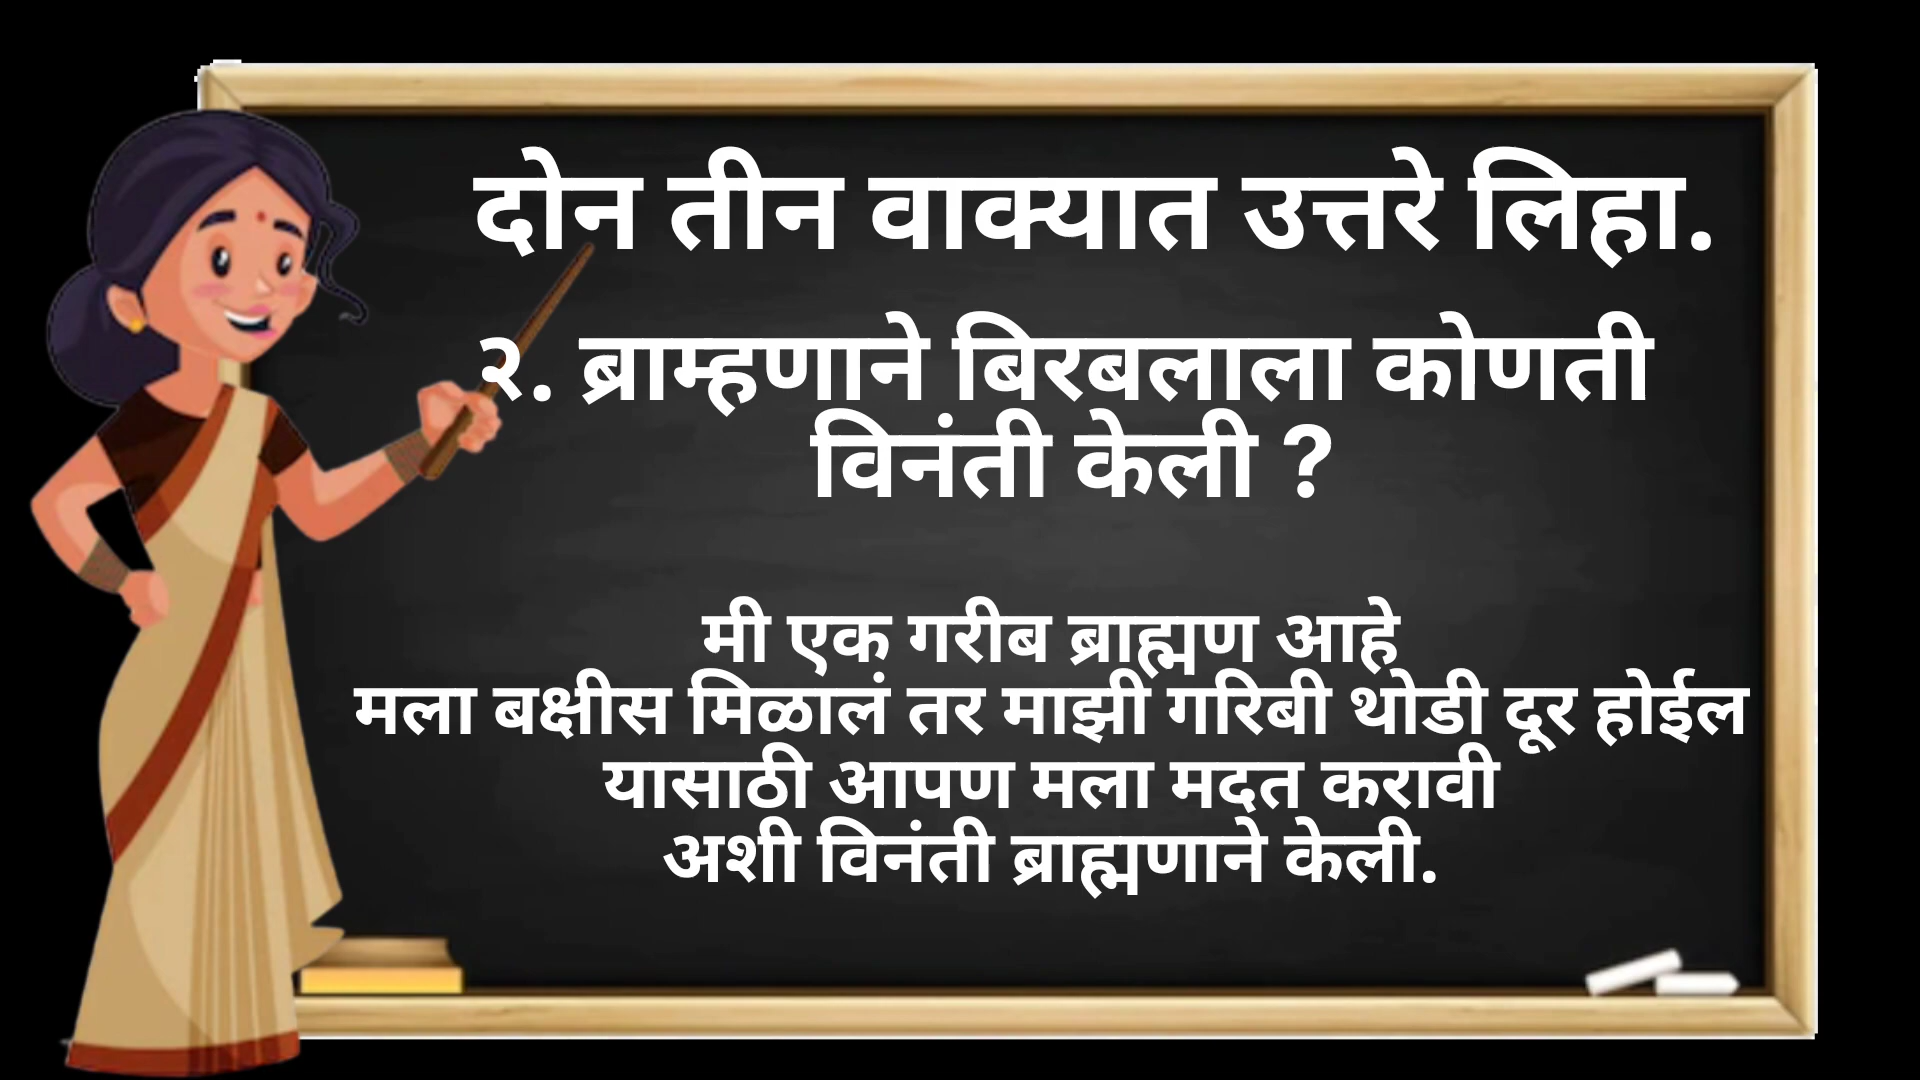 दोन तीन वाक्यात उत्तरे लिहा.
२. ब्राम्हणाने बिरबलाला कोणती
विनंती केली ?
मी एक गरीब ब्राह्मण आहे
मला बक्षीस मिळालं तर माझी गरिबी थोडी दूर होईल
यासाठी आपण मला मदत करावी
अशी विनंती ब्राह्मणाने केली.